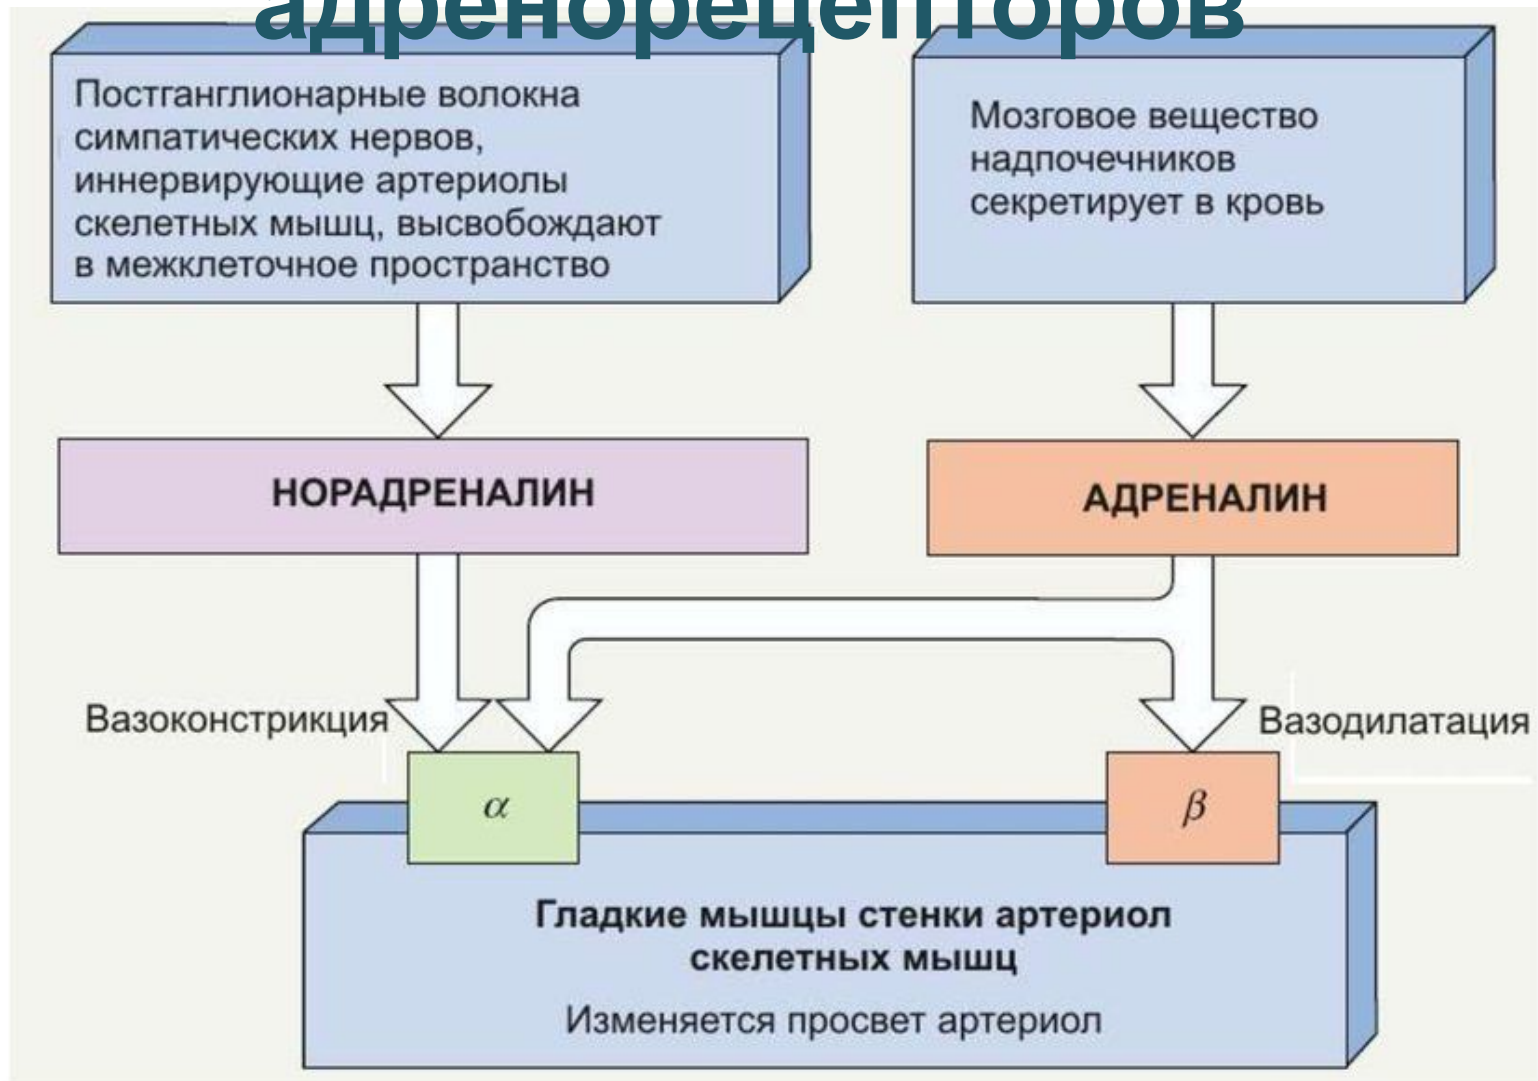 адренорецепторов
Постганглионарные волокна
симпатических нервов,
иннервирующие артериолы
скелетных мышц, высвобождают
в межклеточное пространство
Мозговое вещество
надпочечников
секретирует в кровь
НОРАДРЕНАЛИН
АДРЕНАЛИН
Вазоконстрикция
Вазодилатация
α
β
Гладкие мышцы стенки артериол
скелетных мышц
Изменяется просвет артериол